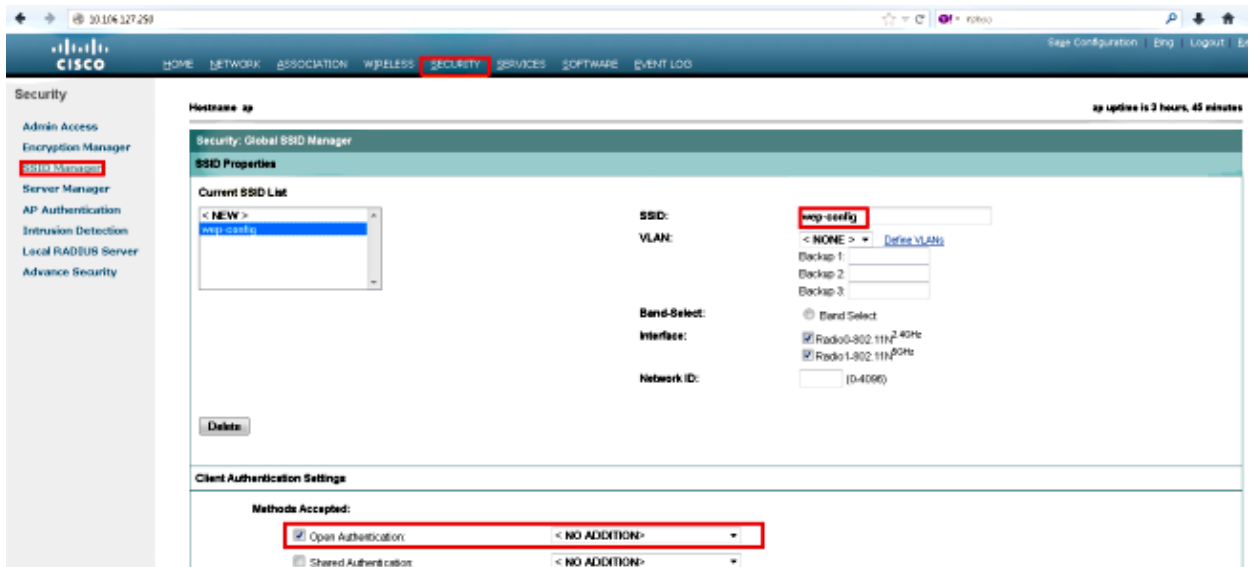 10.106.127.250
Sage Configuration | Ping | Logout
CISCO
HOME NETWORK ASSOCIATION WIRELESS SECURITY SERVICES SOFTWARE EVENT LOG
Security
Admin Access
Encryption Manager
SSID Manager
Server Manager
AP Authentication
Intrusion Detection
Local RADIUS Server
Advance Security
Hostname ap
ap uptime is 3 hours, 45 minutes
Security: Global SSID Manager
SSID Properties
Current SSID List
< NEW >
wep-config
SSID: wep-config
VLAN: < NONE > Define VLANs
Backup 1:
Backup 2:
Backup 3:
Band-Select: Band Select
Interface: Radio0-802.11N 2.4GHz
Radio1-802.11N 5GHz
Network ID: (0-4096)
Delete
Client Authentication Settings
Methods Accepted:
Open Authentication: < NO ADDITION>
Shared Authentication: < NO ADDITION>